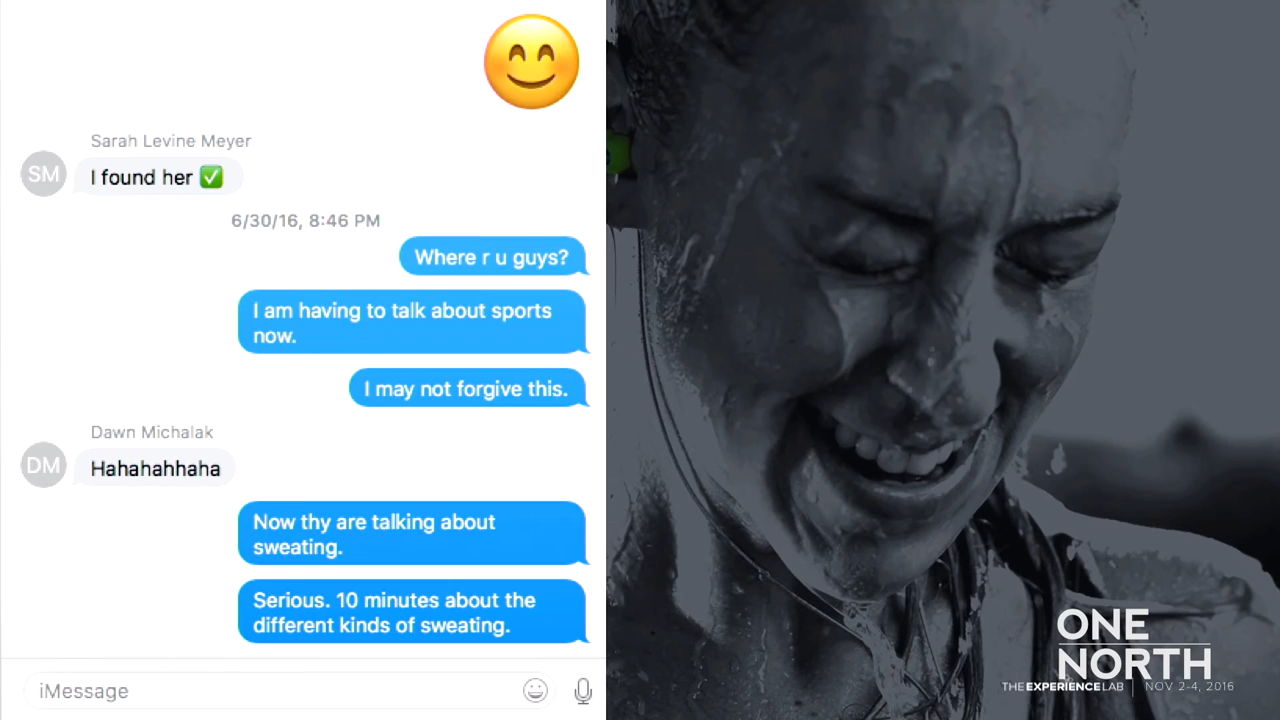 Sarah Levine Meyer
SM
I found her ✅
6/30/16, 8:46 PM
Where r u guys?
I am having to talk about sports
now.
I may not forgive this.
Dawn Michalak
DM
Hahahahhaha
Now thy are talking about
sweating.
Serious. 10 minutes about the
different kinds of sweating.
iMessage
ONE
NORTH
THE EXPERIENCE LAB | NOV 2-4, 2016